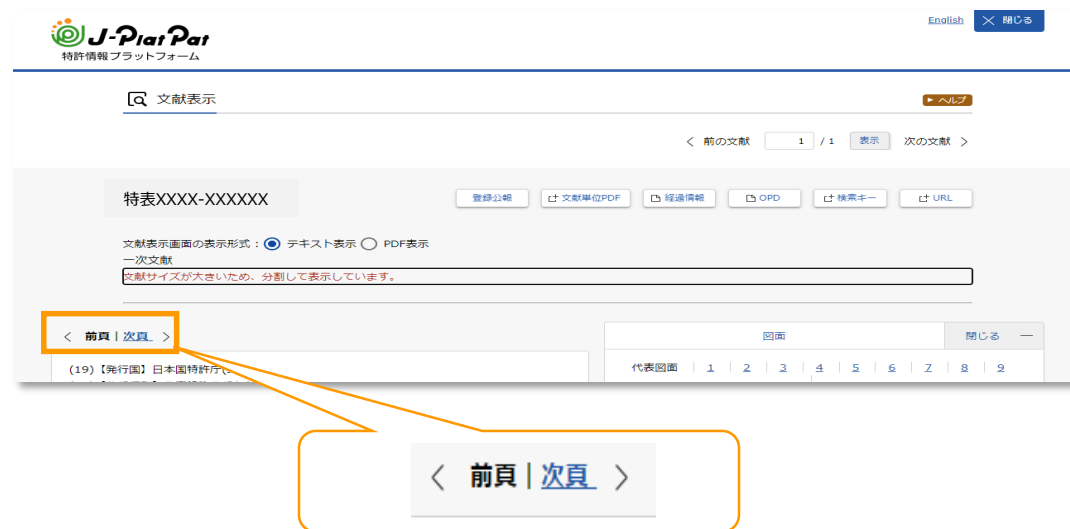 English
閉じる
J-PlatPat
特許情報プラットフォーム
文献表示
ヘルプ
前の文献 1 / 1 表示 次の文献
特表XXXX-XXXXXX
登録公報 文献単位PDF 経過情報 OPD 検索キー URL
文献表示画面の表示形式： テキスト表示 PDF表示
一次文献
文献サイズが大きいため、分割して表示しています。
＜ 前頁 | 次頁 ＞
図面 閉じる
(19)【発行国】日本国特許庁(
代表図面 | 1 | 2 | 3 | 4 | 5 | 6 | 7 | 8 | 9
＜ 前頁 | 次頁 ＞